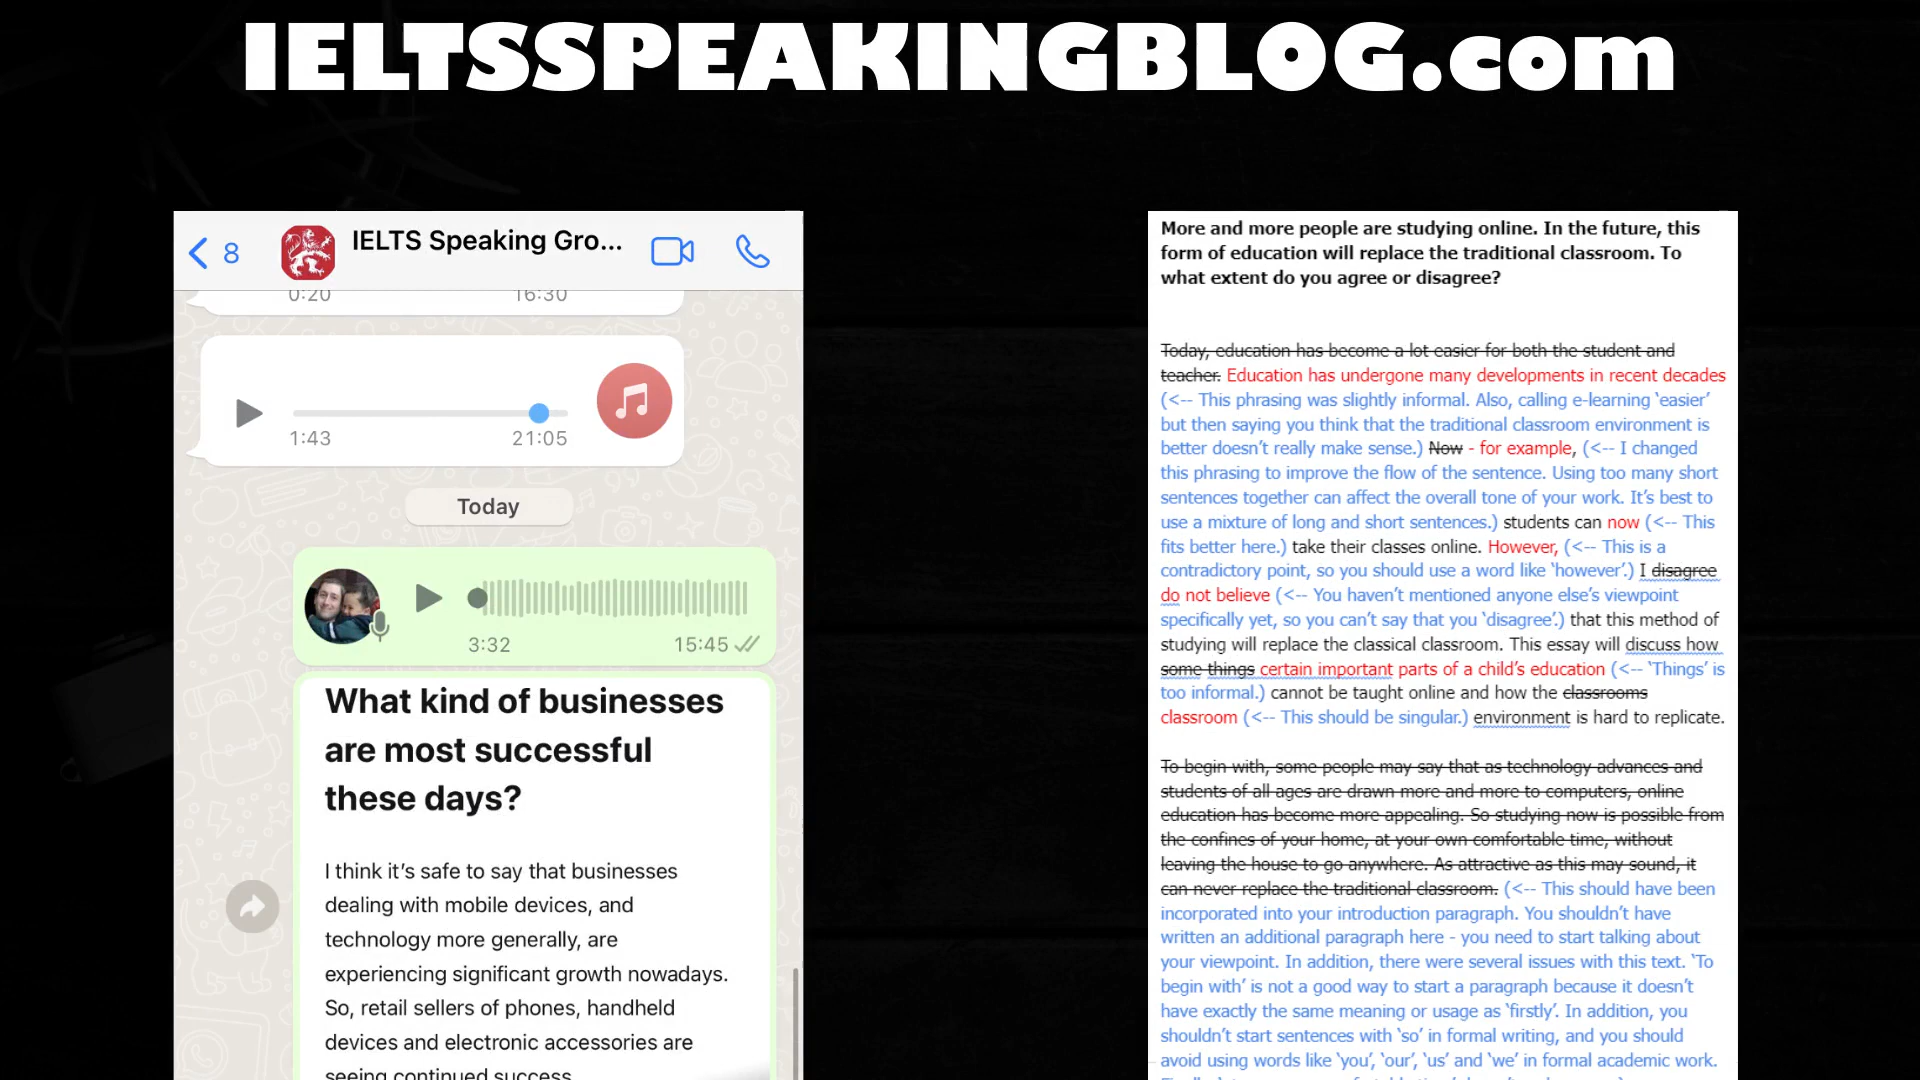 IELTSSPEAKINGBLOG.com
8
IELTS Speaking Gro...
0:20 16:30
1:43 21:05
Today
3:32 15:45
What kind of businesses
are most successful
these days?
I think it’s safe to say that businesses
dealing with mobile devices, and
technology more generally, are
experiencing significant growth nowadays.
So, retail sellers of phones, handheld
devices and electronic accessories are
seeing continued success.
More and more people are studying online. In the future, this
form of education will replace the traditional classroom. To
what extent do you agree or disagree?
Today, education has become a lot easier for both the student and
teacher. Education has undergone many developments in recent decades
(<-- This phrasing was slightly informal. Also, calling e-learning ‘easier’
but then saying you think that the traditional classroom environment is
better doesn’t really make sense.) Now - for example, (<-- I changed
this phrasing to improve the flow of the sentence. Using too many short
sentences together can affect the overall tone of your work. It’s best to
use a mixture of long and short sentences.) students can now (<-- This
fits better here.) take their classes online. However, (<-- This is a
contradictory point, so you should use a word like ‘however’.) I disagree
do not believe (<-- You haven’t mentioned anyone else’s viewpoint
specifically yet, so you can’t say that you ‘disagree’.) that this method of
studying will replace the classical classroom. This essay will discuss how
some things certain important parts of a child’s education (<-- ‘Things’ is
too informal.) cannot be taught online and how the classrooms
classroom (<-- This should be singular.) environment is hard to replicate.
To begin with, some people may say that as technology advances and
students of all ages are drawn more and more to computers, online
education has become more appealing. So studying now is possible from
the confines of your home, at your own comfortable time, without
leaving the house to go anywhere. As attractive as this may sound, it
can never replace the traditional classroom. (<-- This should have been
incorporated into your introduction paragraph. You shouldn’t have
written an additional paragraph here - you need to start talking about
your viewpoint. In addition, there were several issues with this text. ‘To
begin with’ is not a good way to start a paragraph because it doesn’t
have exactly the same meaning or usage as ‘firstly’. In addition, you
shouldn’t start sentences with ‘so’ in formal writing, and you should
avoid using words like ‘you’, ‘our’, ‘us’ and ‘we’ in formal academic work.